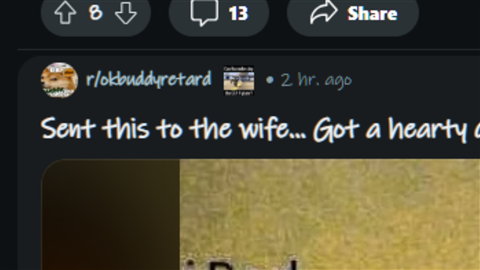 8 13 Share
r/okbuddyretard • 2 hr. ago
Sent this to the wife... Got a hearty